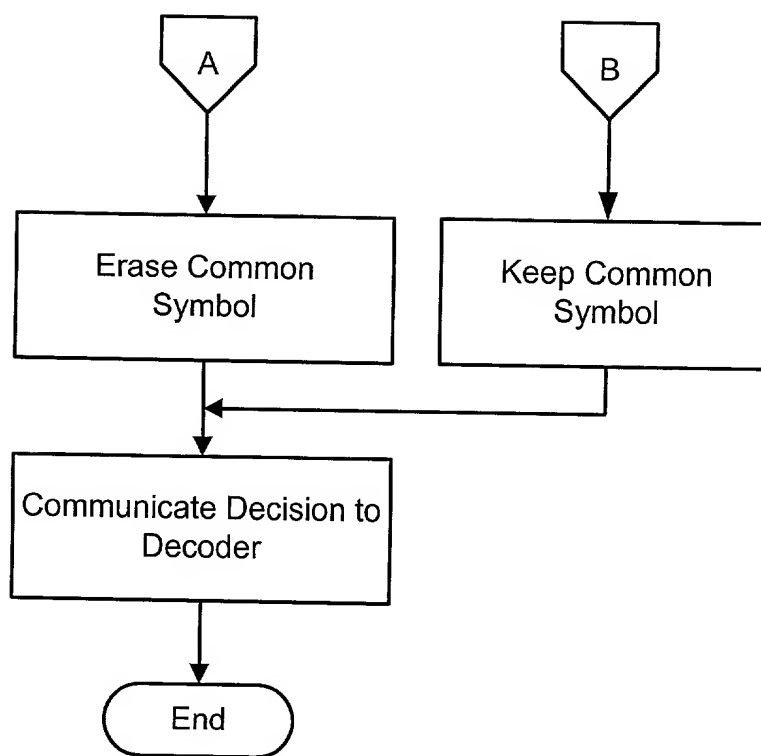 A
B
Erase Common
Symbol
Keep Common
Symbol
Communicate Decision to
Decoder
End